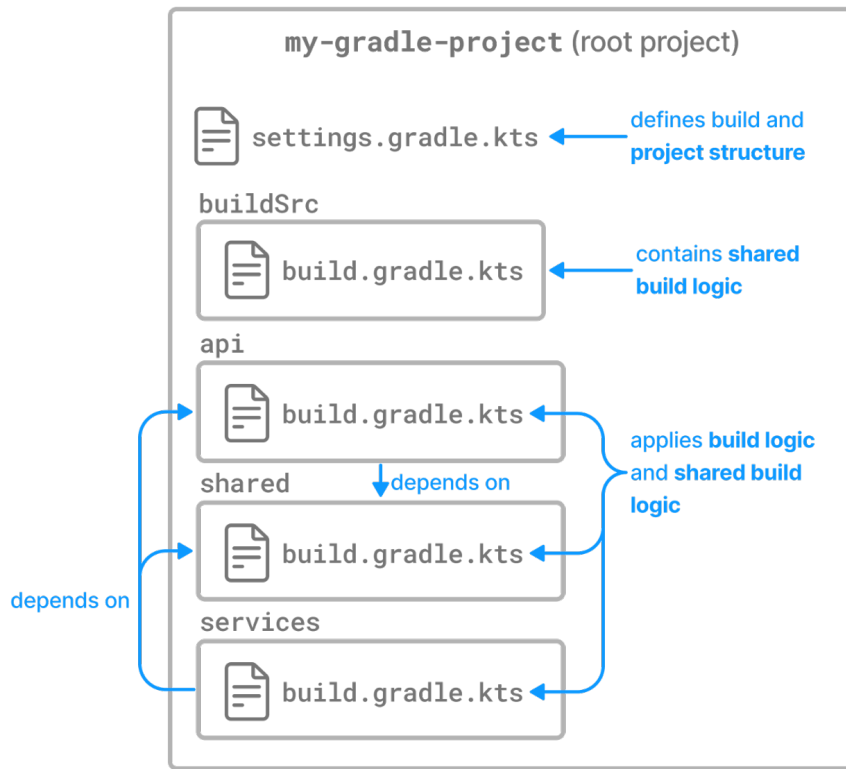 my-gradle-project (root project)
settings.gradle.kts
defines build and
project structure
buildSrc
build.gradle.kts
contains shared
build logic
api
build.gradle.kts
applies build logic
and shared build
logic
depends on
shared
build.gradle.kts
depends on
services
build.gradle.kts